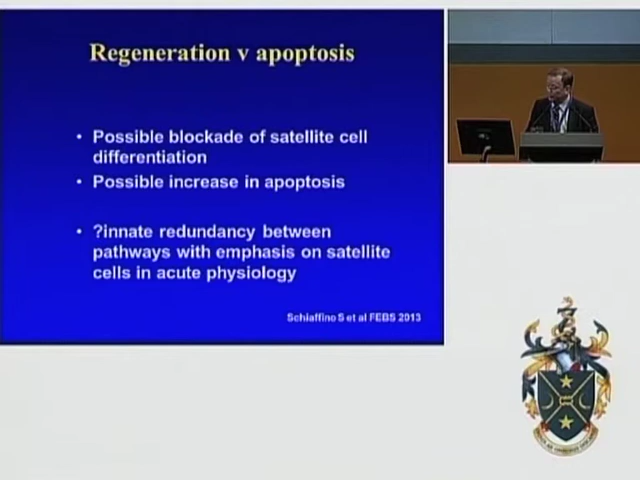 Regeneration v apoptosis
• Possible blockade of satellite cell
differentiation
• Possible increase in apoptosis
• ?innate redundancy between
pathways with emphasis on satellite
cells in acute physiology
Schiaffino S et al FEBS 2013